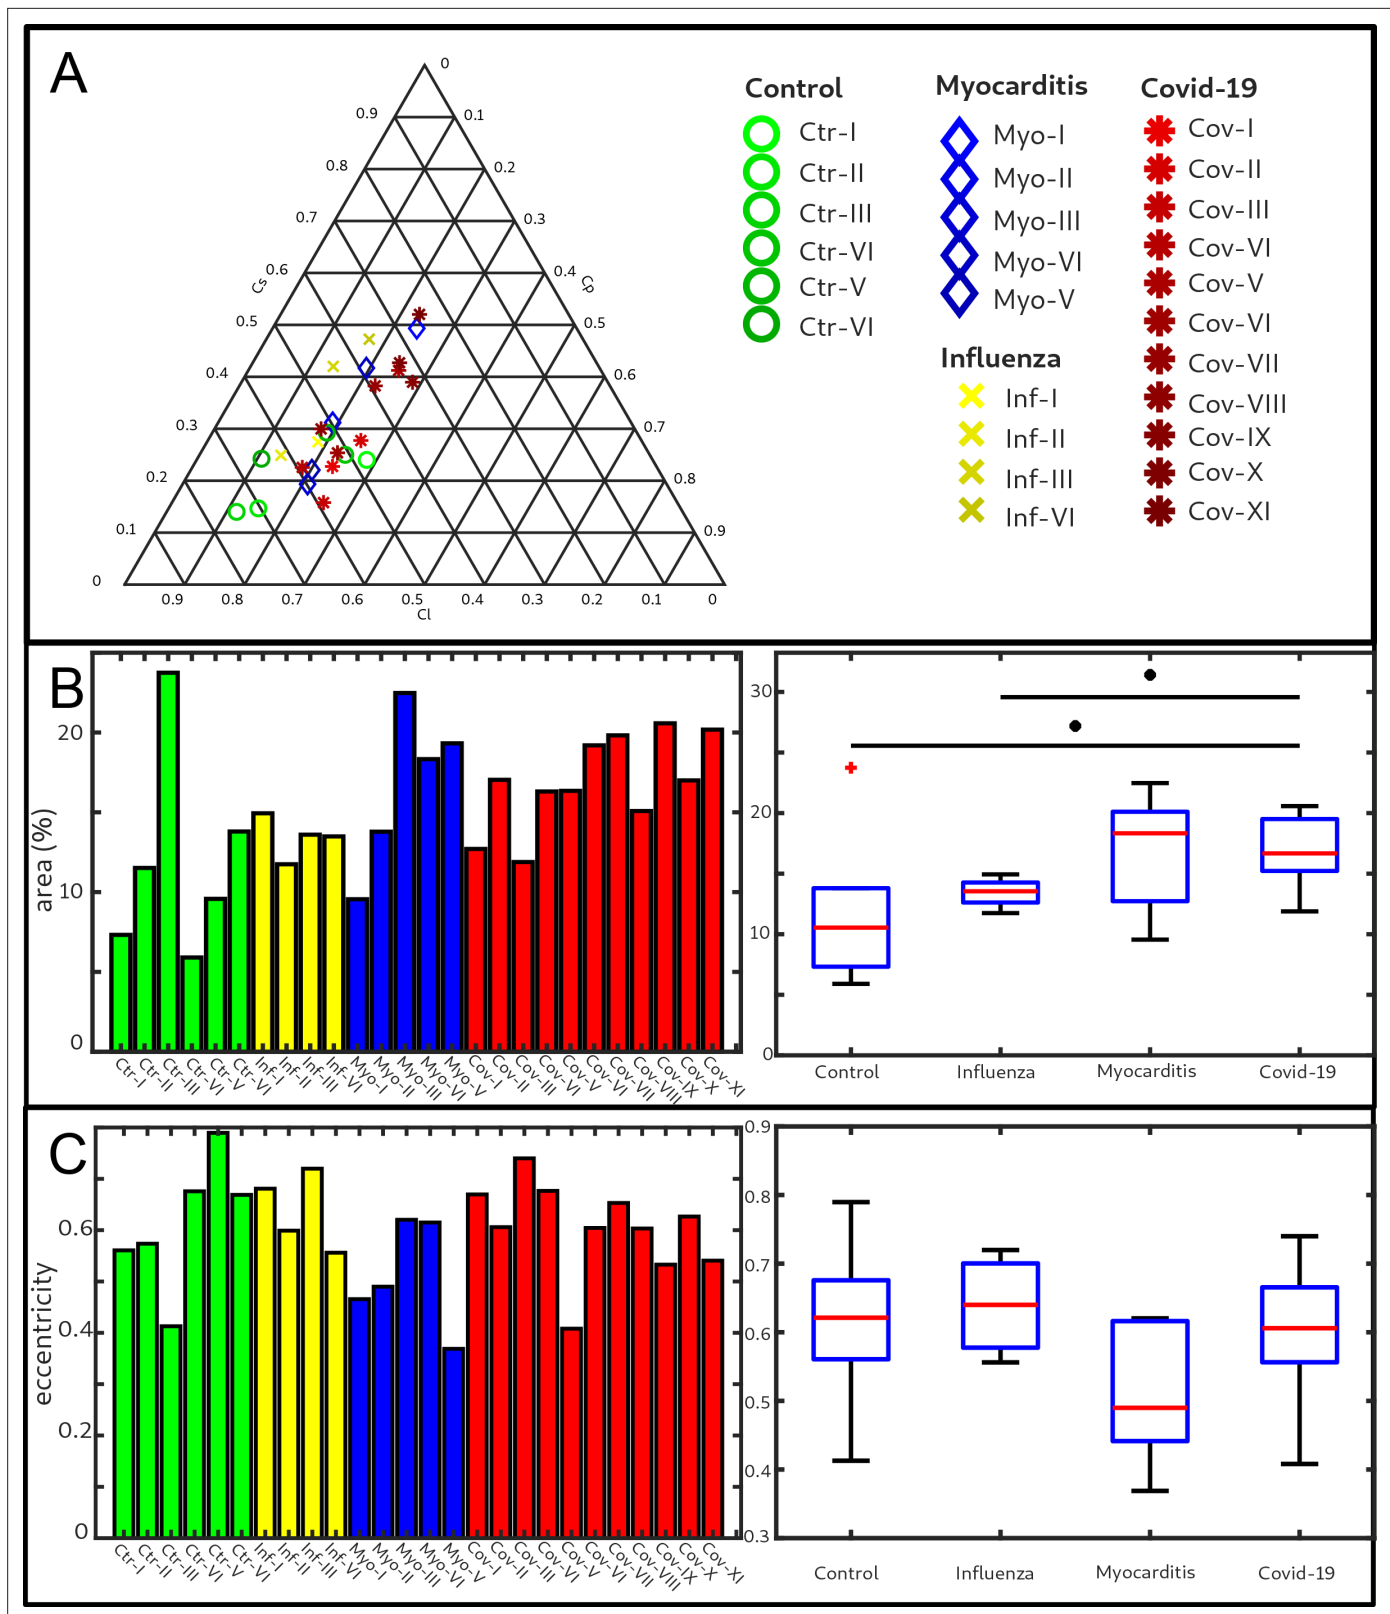 A
0
0.9
0.1
0.8
0.2
0.7
0.3
0.6
0.4
Cs
Cp
0.5
0.5
0.4
0.6
0.3
0.7
0.2
0.8
0.1
0.9
0
0.9 0.8 0.7 0.6 0.5 0.4 0.3 0.2 0.1 0
Cl
Control
Ctr-I
Ctr-II
Ctr-III
Ctr-VI
Ctr-V
Ctr-VI
Myocarditis
Myo-I
Myo-II
Myo-III
Myo-VI
Myo-V
Influenza
Inf-I
Inf-II
Inf-III
Inf-VI
Covid-19
Cov-I
Cov-II
Cov-III
Cov-VI
Cov-V
Cov-VI
Cov-VII
Cov-VIII
Cov-IX
Cov-X
Cov-XI
B
area (%)
20
10
0
Ctr-I
Ctr-II
Ctr-III
Ctr-VI
Ctr-V
Ctr-VI
Inf-I
Inf-II
Inf-III
Inf-VI
Myo-I
Myo-II
Myo-III
Myo-VI
Myo-V
Cov-I
Cov-II
Cov-III
Cov-VI
Cov-V
Cov-VI
Cov-VII
Cov-VIII
Cov-IX
Cov-X
Cov-XI
30
20
10
0
Control Influenza Myocarditis Covid-19
C
eccentricity
0.6
0.4
0.2
0
Ctr-I
Ctr-II
Ctr-III
Ctr-VI
Ctr-V
Ctr-VI
Inf-I
Inf-II
Inf-III
Inf-VI
Myo-I
Myo-II
Myo-III
Myo-VI
Myo-V
Cov-I
Cov-II
Cov-III
Cov-VI
Cov-V
Cov-VI
Cov-VII
Cov-VIII
Cov-IX
Cov-X
Cov-XI
0.9
0.8
0.7
0.6
0.5
0.4
0.3
Control Influenza Myocarditis Covid-19